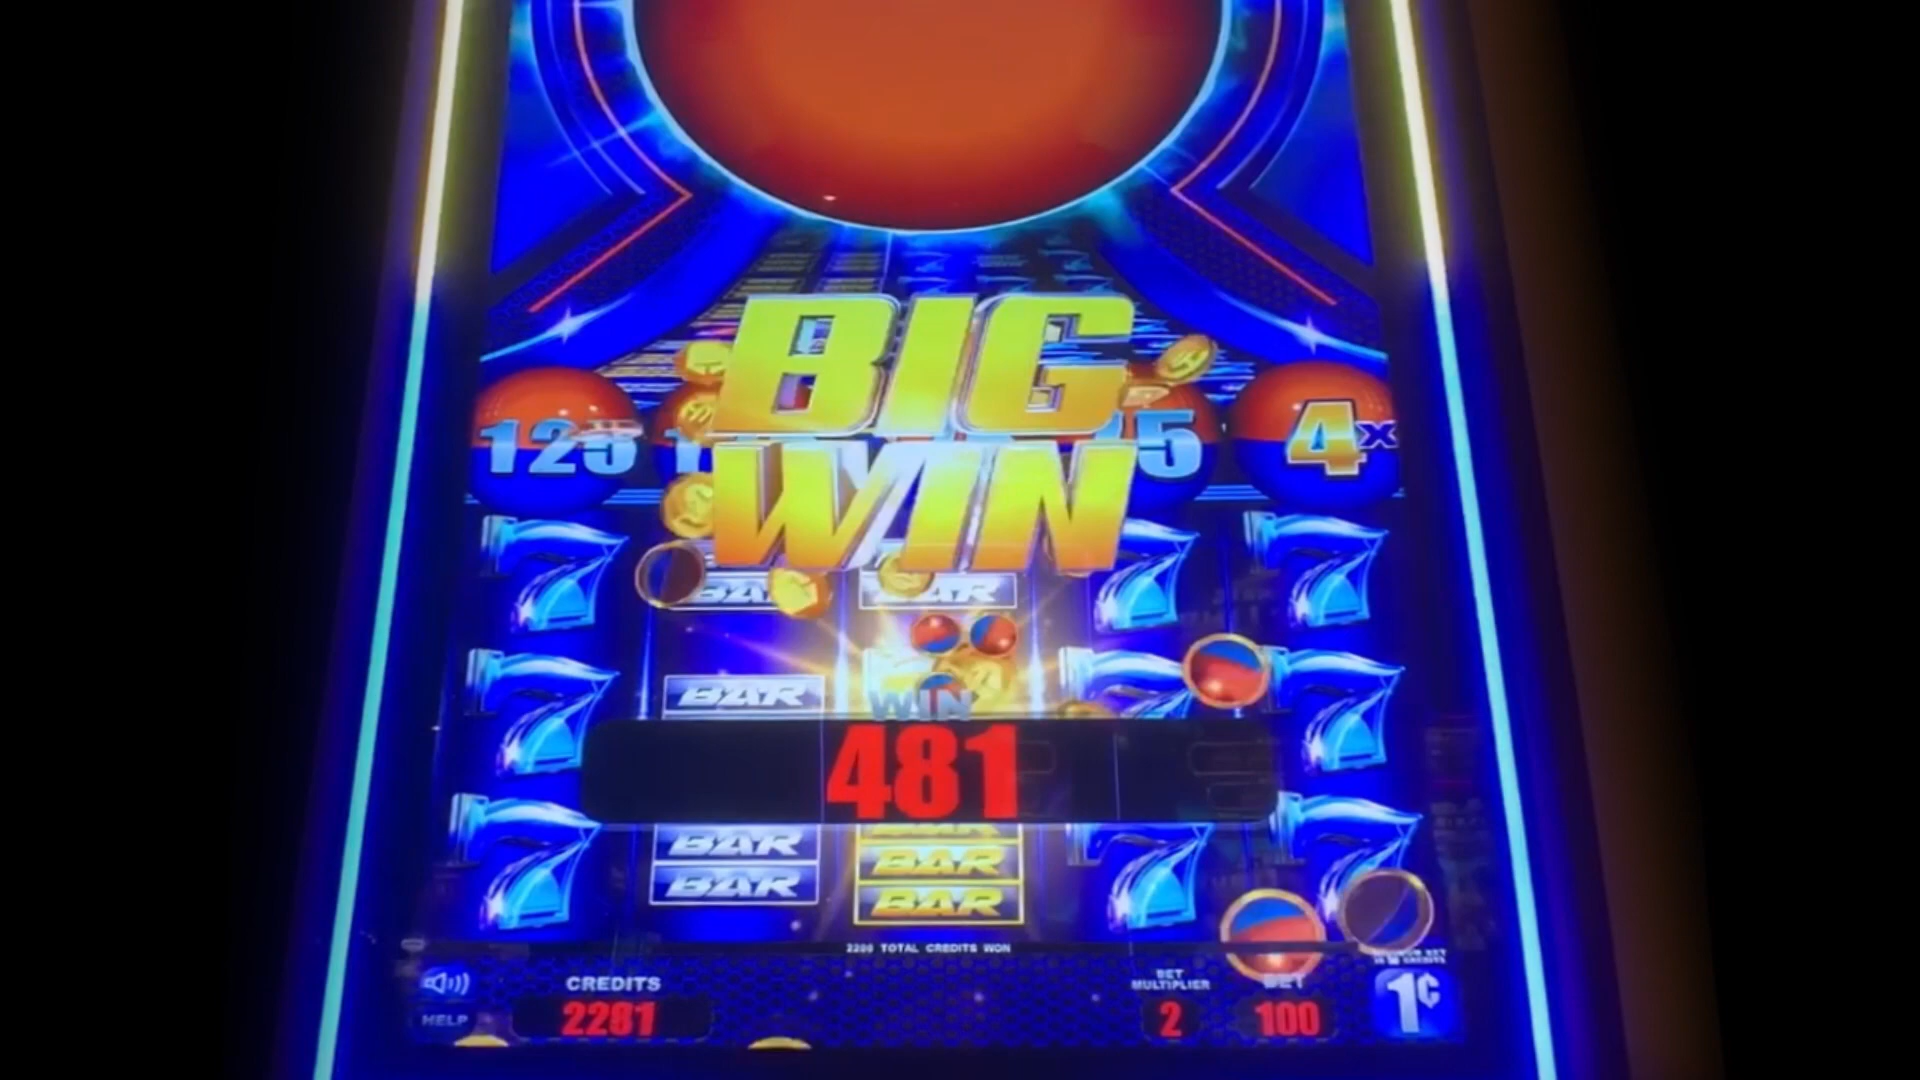 BIG
125 5 4x
WIN
BAR BAR
BAR
WIN
481
BAR BAR
BAR BAR
BAR
2200 TOTAL CREDITS WON
CREDITS BET MULTIPLIER BET 1¢
HELP 2281 2 100